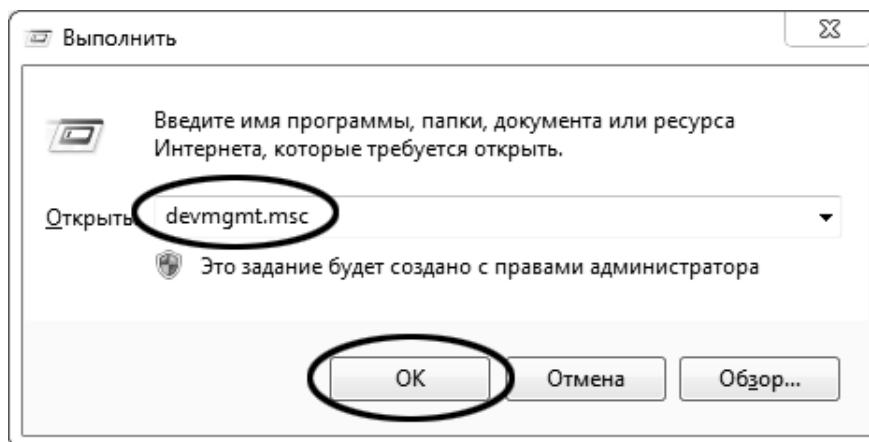 Выполнить
Введите имя программы, папки, документа или ресурса
Интернета, которые требуется открыть.
Открыть devmgmt.msc
Это задание будет создано с правами администратора
ОК Отмена Обзор...